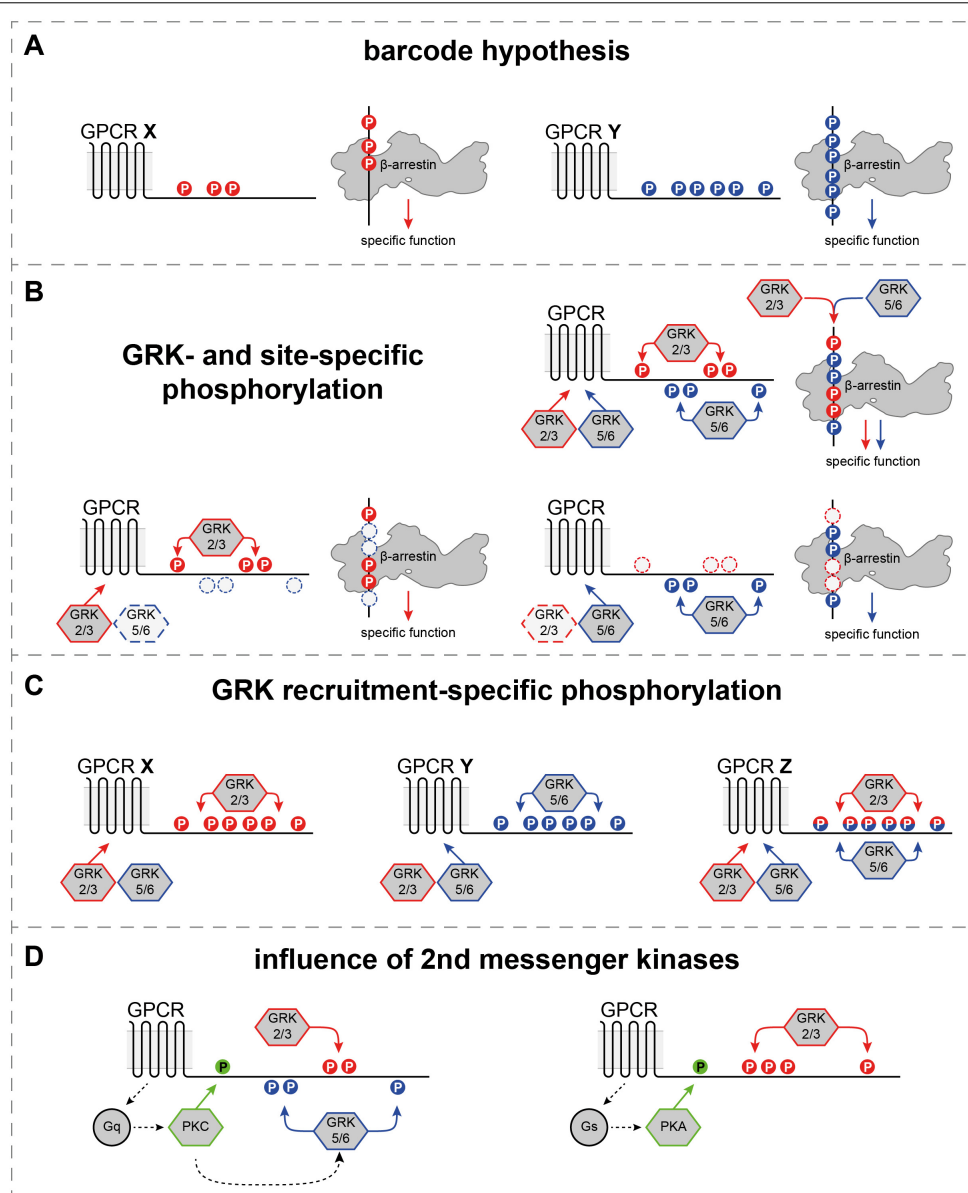 A
barcode hypothesis
GPCR X
P
P
P
P
P
P
β-arrestin
specific function
GPCR Y
P
P
P
P
P
P
P
P
P
P
P
P
β-arrestin
specific function
B
GRK- and site-specific
phosphorylation
GPCR
GRK
2/3
P
P
P
P
P
P
GRK
5/6
GRK
2/3
GRK
5/6
GRK
2/3
GRK
5/6
P
P
P
P
P
P
β-arrestin
specific function
GPCR
GRK
2/3
P
P
P
GRK
2/3
GRK
5/6
P
P
P
β-arrestin
specific function
GPCR
P
P
P
GRK
5/6
GRK
2/3
GRK
5/6
P
P
P
β-arrestin
specific function
C
GRK recruitment-specific phosphorylation
GPCR X
GRK
2/3
P
P
P
P
P
P
GRK
2/3
GRK
5/6
GPCR Y
GRK
5/6
P
P
P
P
P
P
GRK
2/3
GRK
5/6
GPCR Z
GRK
2/3
P
P
P
P
P
P
GRK
5/6
GRK
2/3
GRK
5/6
D
influence of 2nd messenger kinases
GPCR
GRK
2/3
P
P
P
P
P
P
Gq
PKC
GRK
5/6
GPCR
GRK
2/3
P
P
P
P
P
Gs
PKA